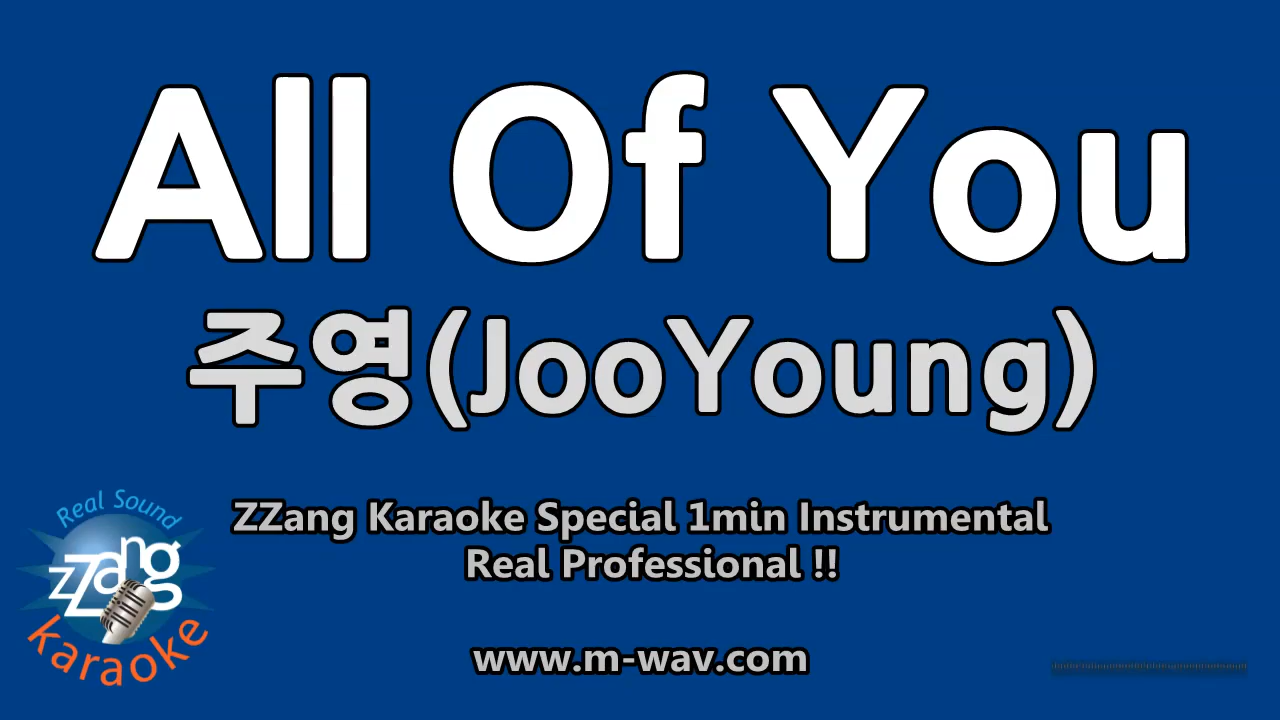 All Of You
주영(JooYoung)
ZZang Karaoke Special 1min Instrumental
Real Professional !!
Real Sound
zZang
karaoke
www.m-wav.com